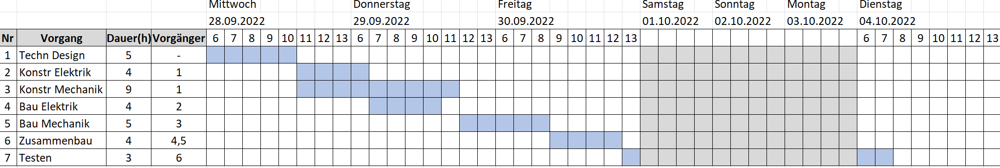 Mittwoch Donnerstag Freitag Samstag Sonntag Montag Dienstag
28.09.2022 29.09.2022 30.09.2022 01.10.2022 02.10.2022 03.10.2022 04.10.2022
Nr Vorgang Dauer(h) Vorgänger 6 7 8 9 10 11 12 13 6 7 8 9 10 11 12 13 6 7 8 9 10 11 12 13 6 7 8 9 10 11 12 13
1 Techn Design 5 -
2 Konstr Elektrik 4 1
3 Konstr Mechanik 9 1
4 Bau Elektrik 4 2
5 Bau Mechanik 5 3
6 Zusammenbau 4 4,5
7 Testen 3 6